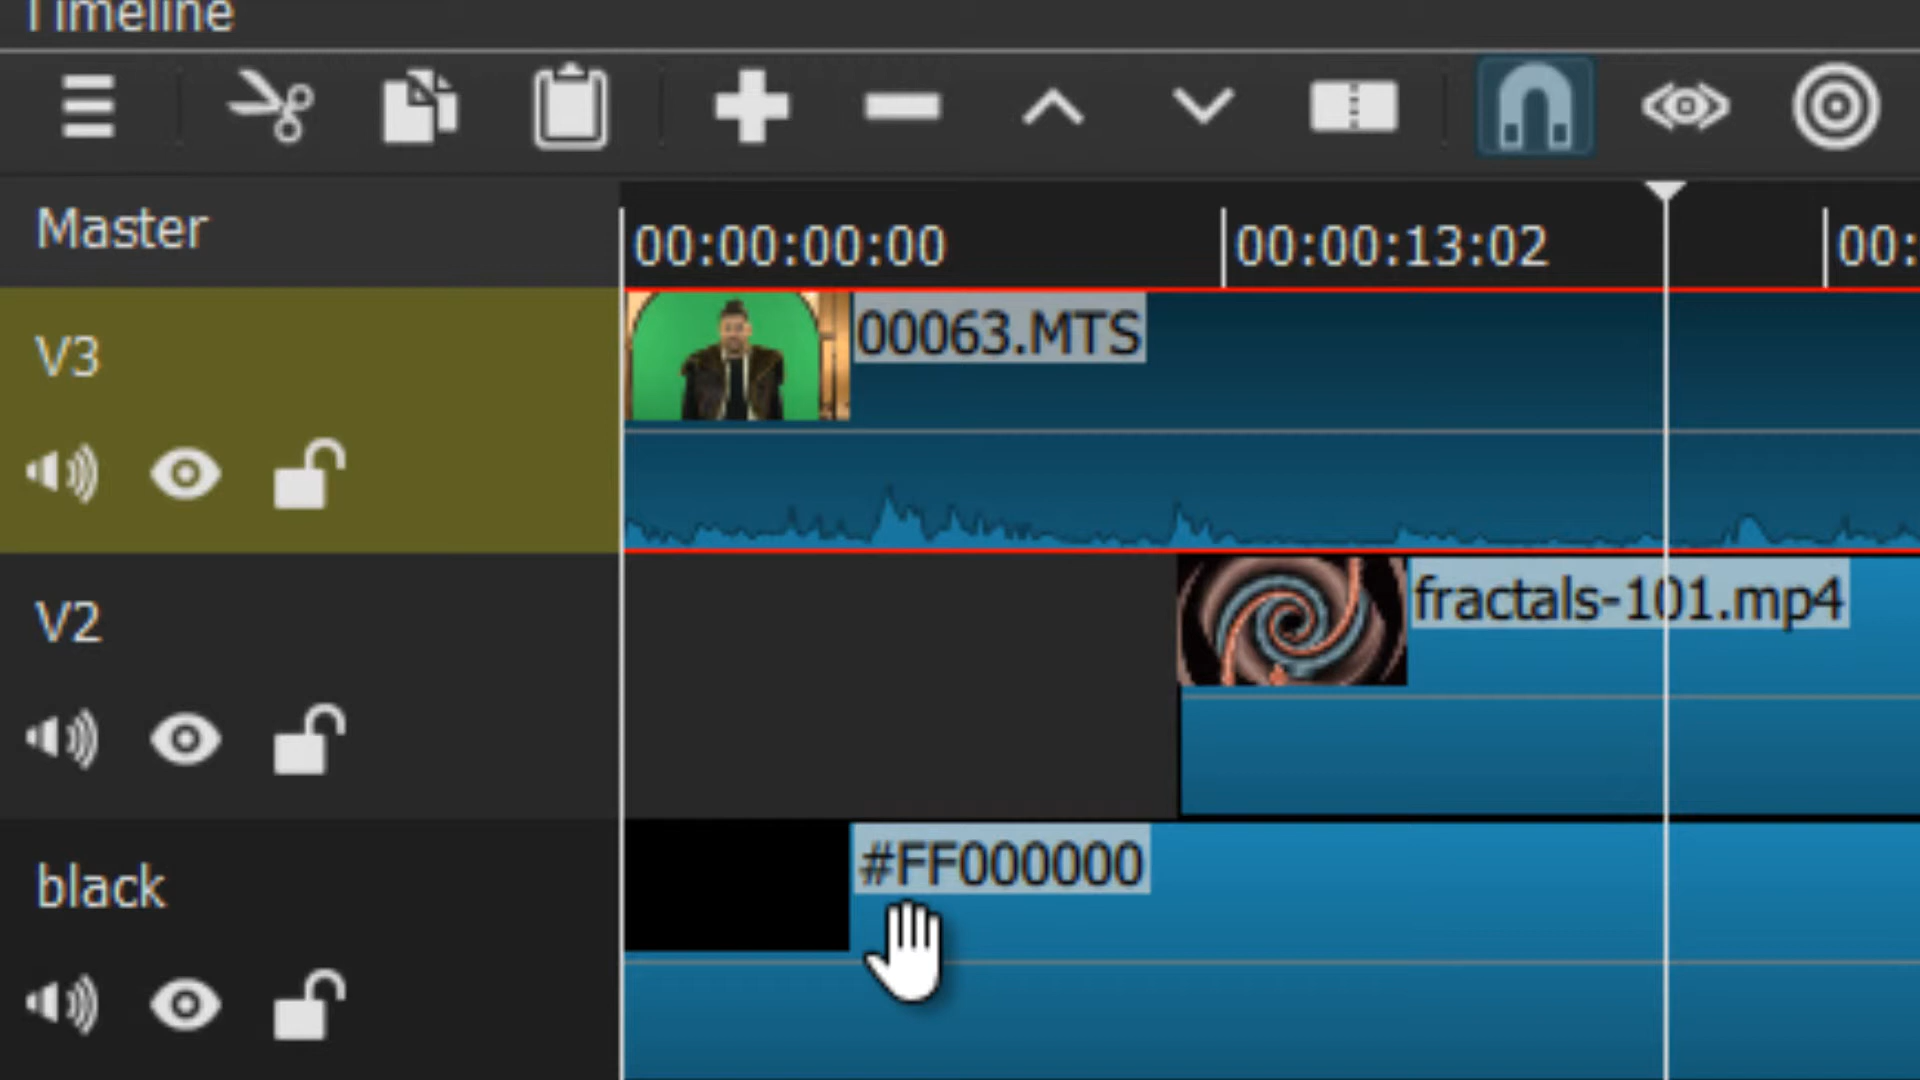 Timeline
Master
00:00:00:00
00:00:13:02
00:
V3
00063.MTS
V2
fractals-101.mp4
black
#FF000000